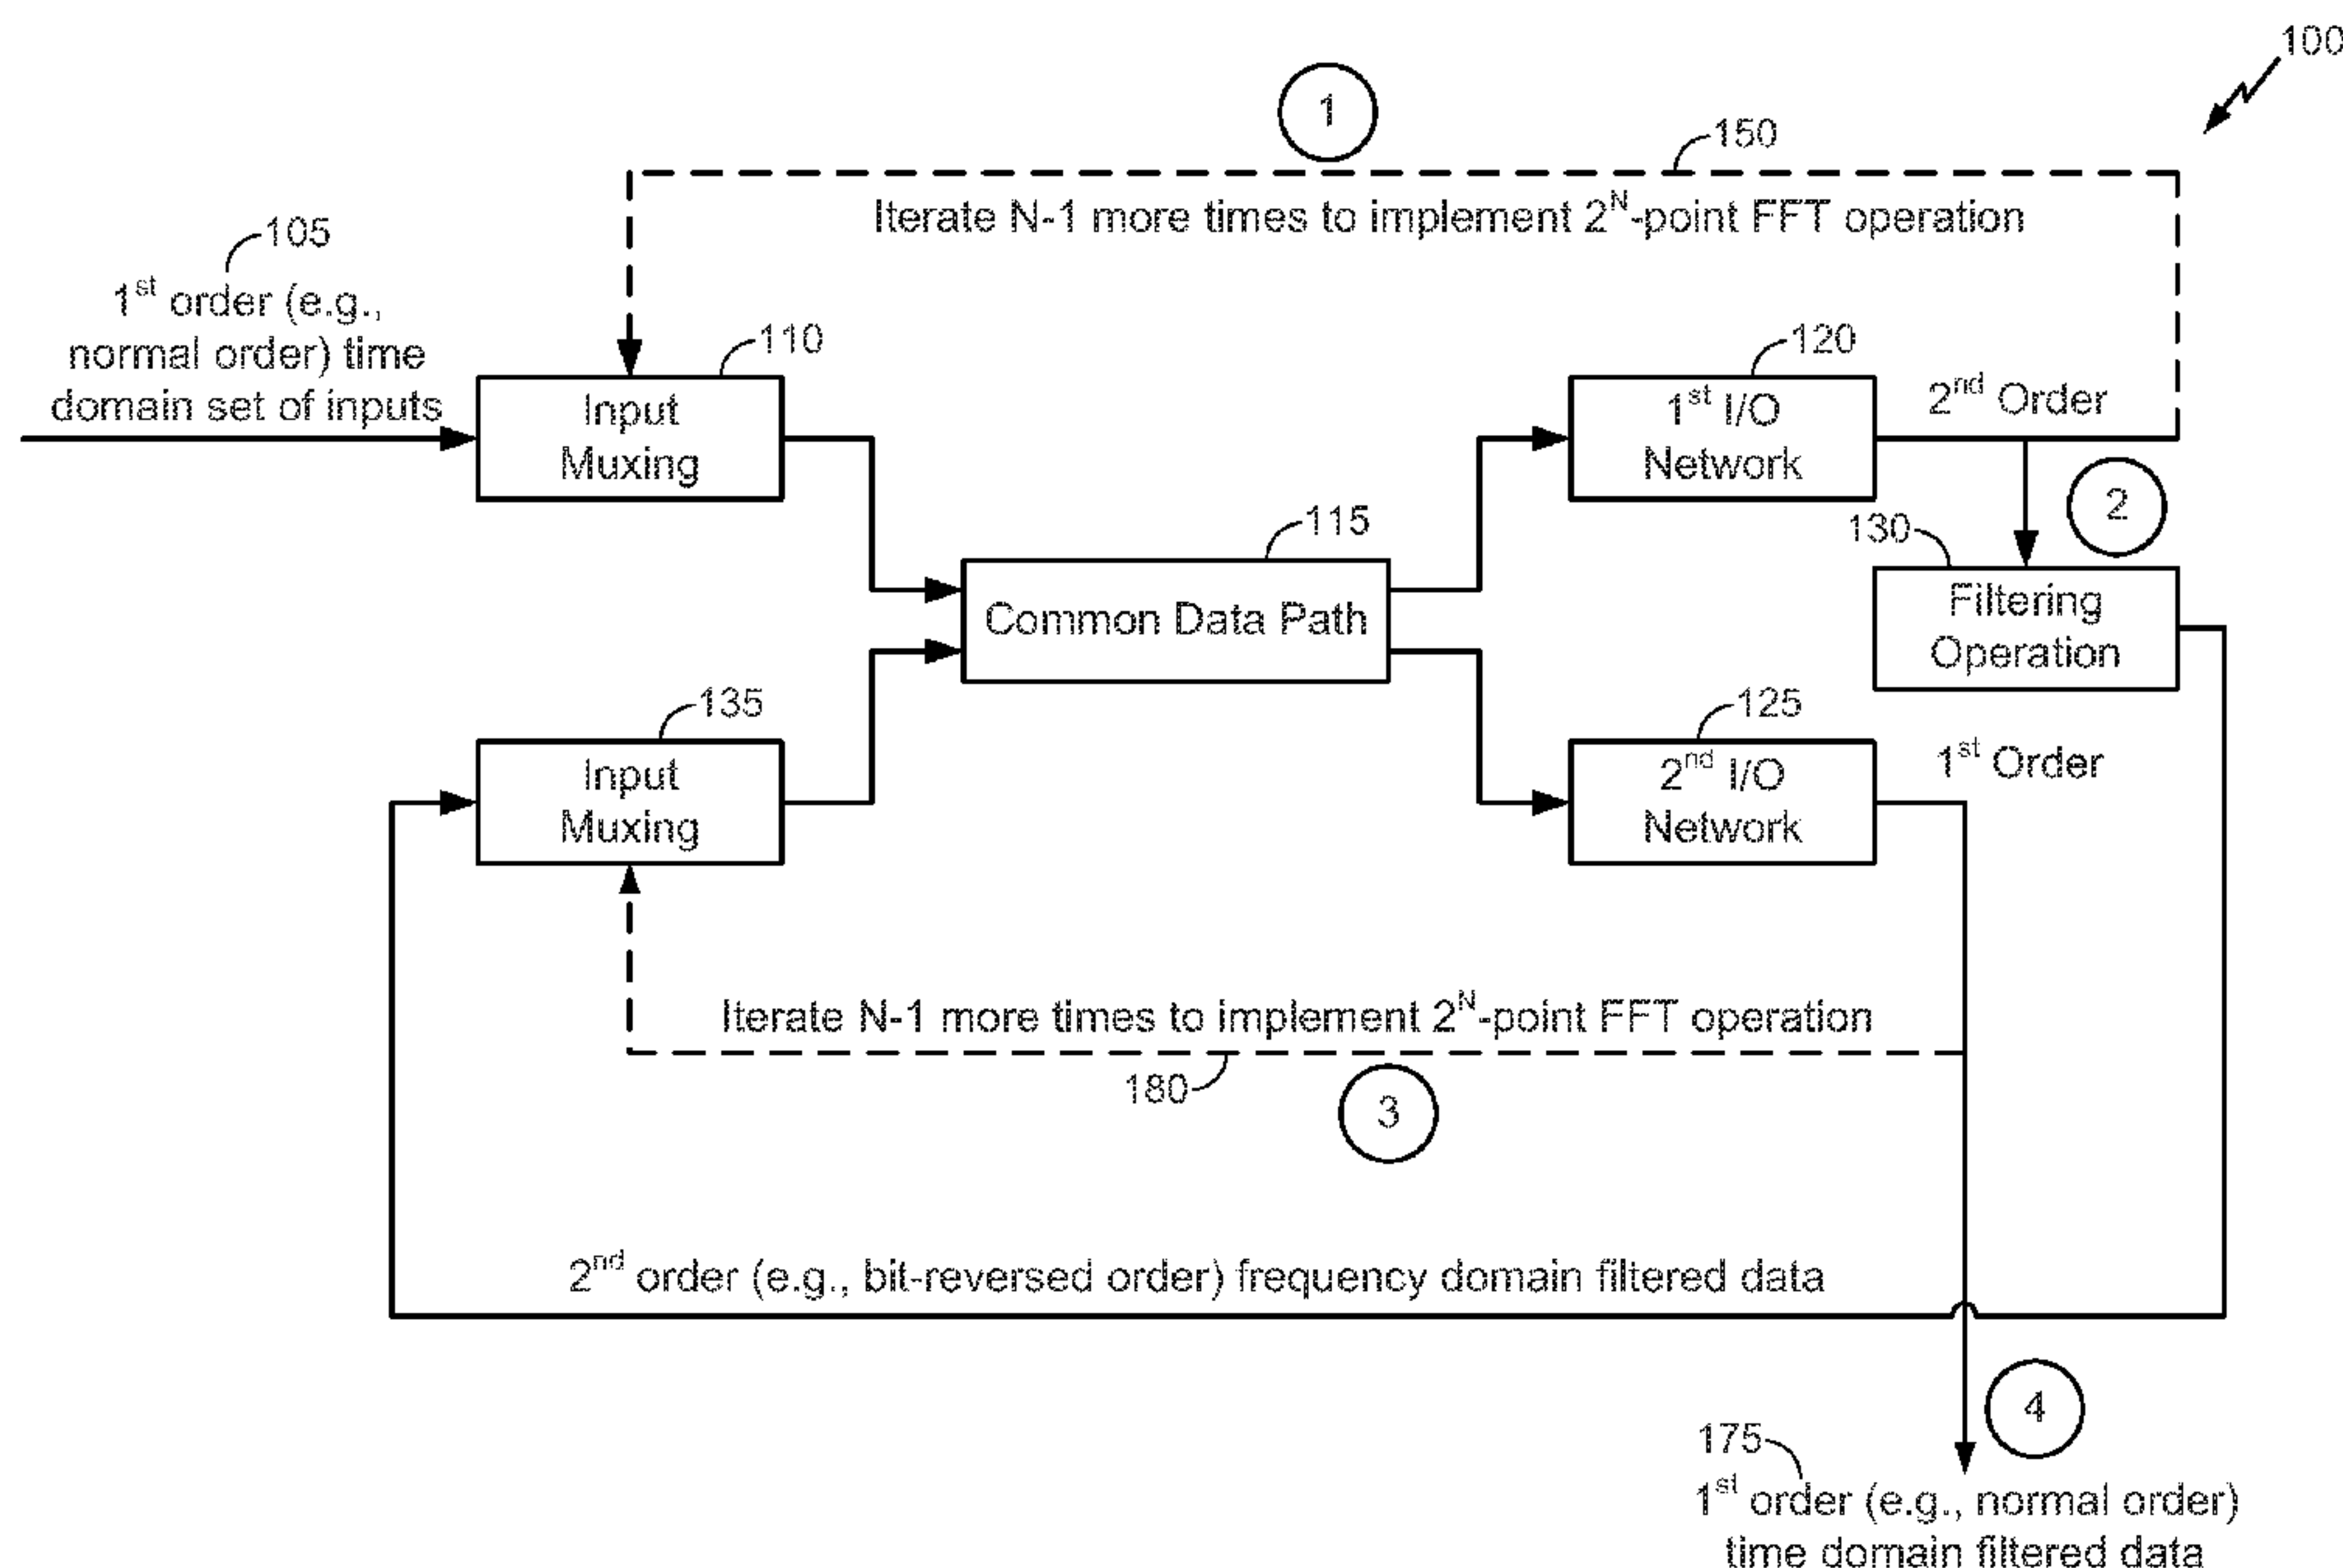 100
1
150
Iterate N-1 more times to implement 2^N-point FFT operation
105
1st order (e.g.,
normal order) time
domain set of inputs
110
Input
Muxing
120
1st I/O
Network
2nd Order
2
130
Filtering
Operation
115
Common Data Path
135
Input
Muxing
125
2nd I/O
Network
1st Order
Iterate N-1 more times to implement 2^N-point FFT operation
180
3
2nd order (e.g., bit-reversed order) frequency domain filtered data
4
175
1st order (e.g., normal order)
time domain filtered data